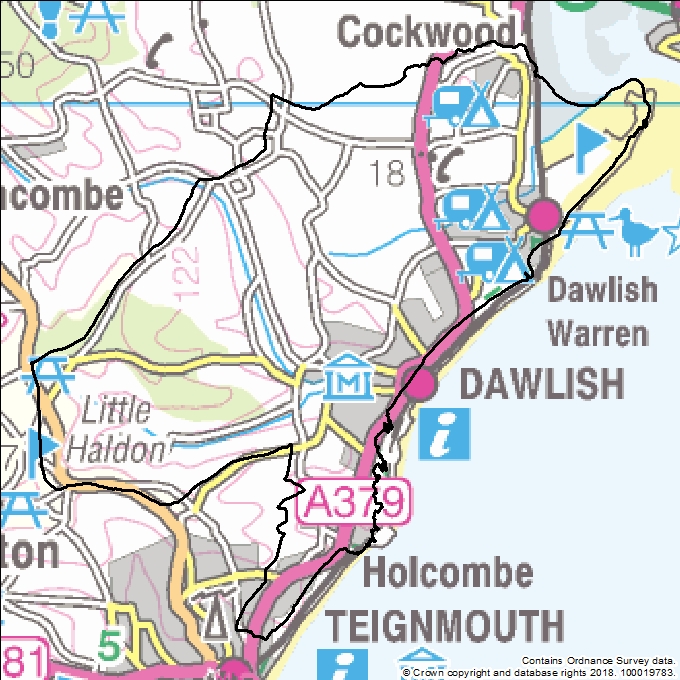 Cockwood
50
18
ncombe
122
Dawlish
Warren
M
DAWLISH
i
Little
Haldon
7
A379
ton
Holcombe
TEIGNMOUTH
5
81
i
Contains Ordnance Survey data.
© Crown copyright and database rights 2018. 100019783.